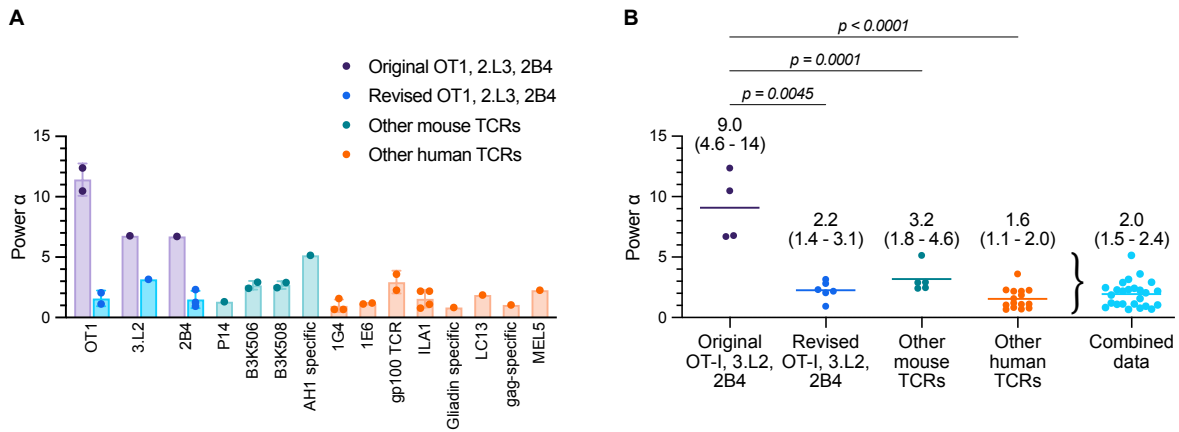 A
Original OT1, 2.L3, 2B4
Revised OT1, 2.L3, 2B4
Other mouse TCRs
Other human TCRs
Power α
15
10
5
0
OT1
3.L2
2B4
P14
B3K506
B3K508
AH1 specific
1G4
1E6
gp100 TCR
ILA1
Gliadin specific
LC13
gag-specific
MEL5
B
p < 0.0001
p = 0.0001
p = 0.0045
Power α
15
10
5
0
9.0
(4.6 - 14)
2.2
(1.4 - 3.1)
3.2
(1.8 - 4.6)
1.6
(1.1 - 2.0)
2.0
(1.5 - 2.4)
}
Original
OT-I, 3.L2,
2B4
Revised
OT-I, 3.L2,
2B4
Other
mouse
TCRs
Other
human
TCRs
Combined
data